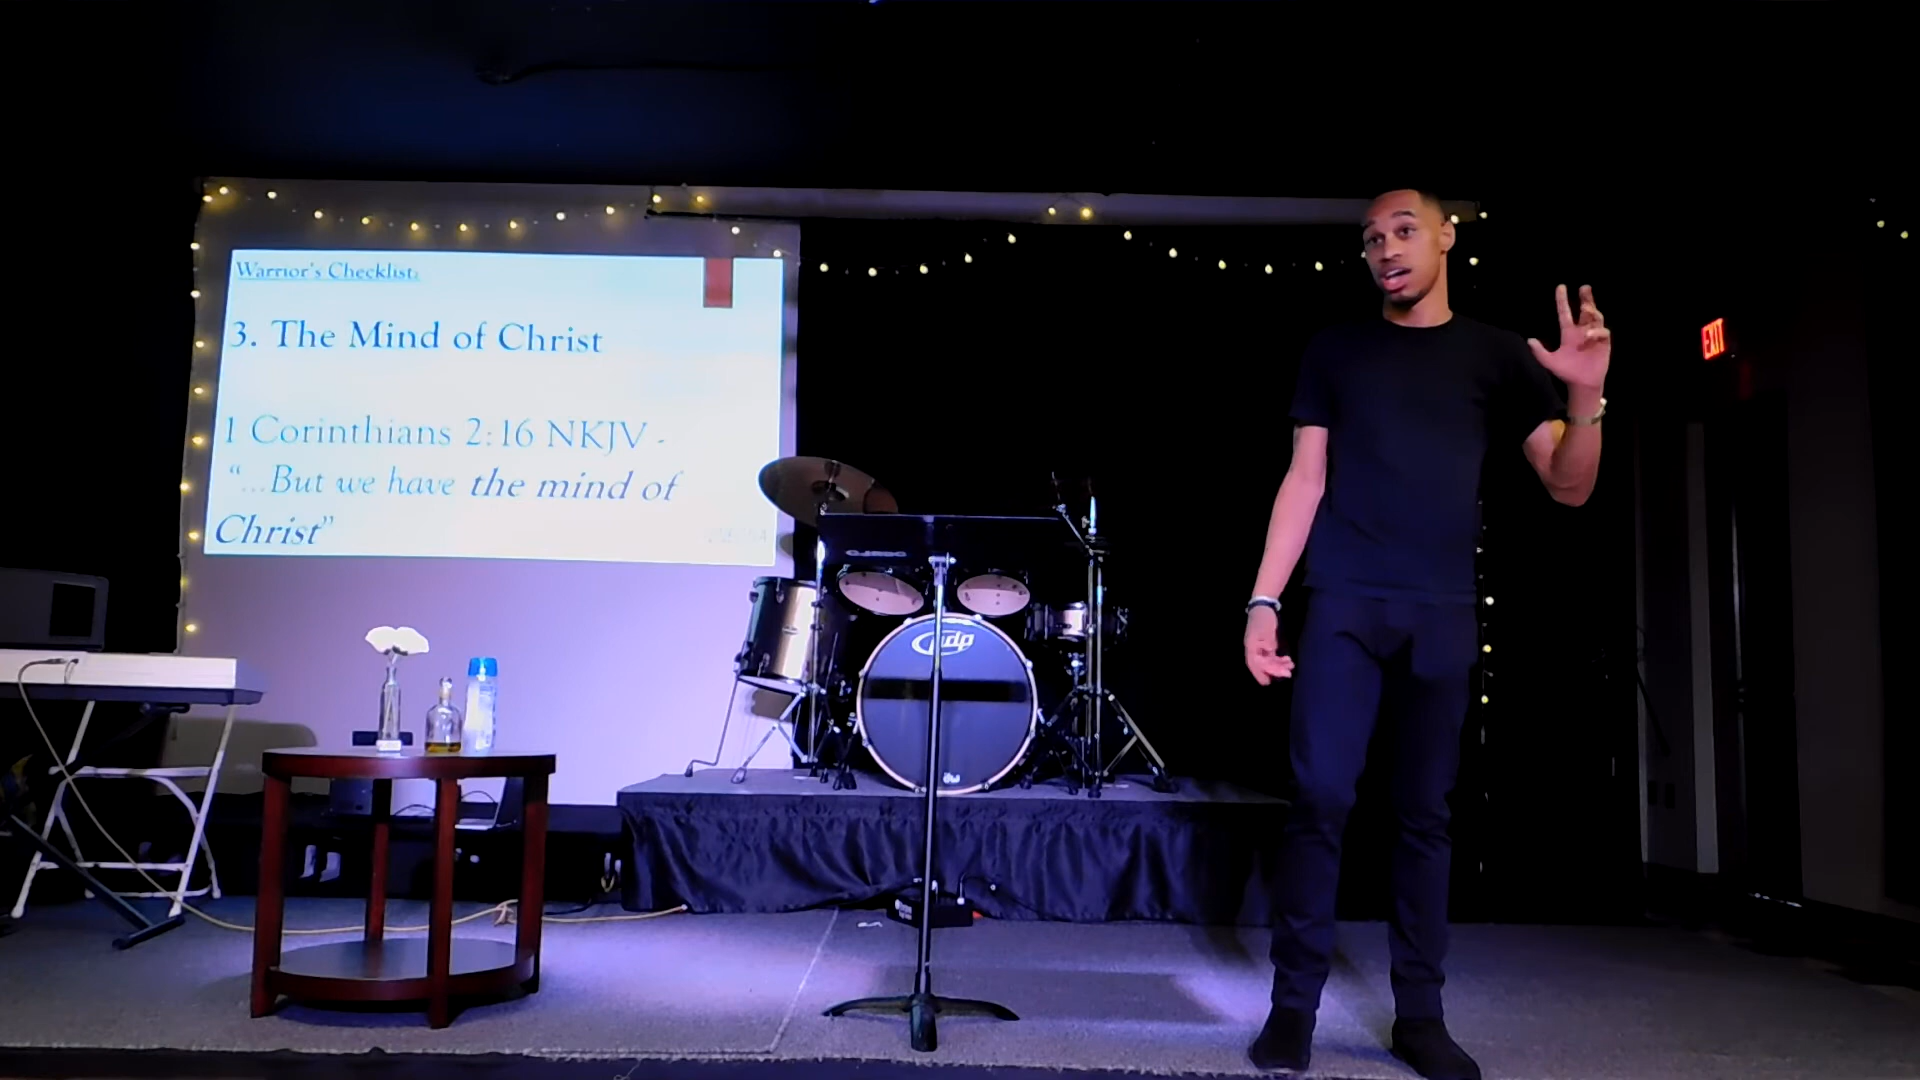 Warrior's Checklist:
3. The Mind of Christ
1 Corinthians 2:16 NKJV -
“...But we have the mind of
Christ”
EXIT
pdp